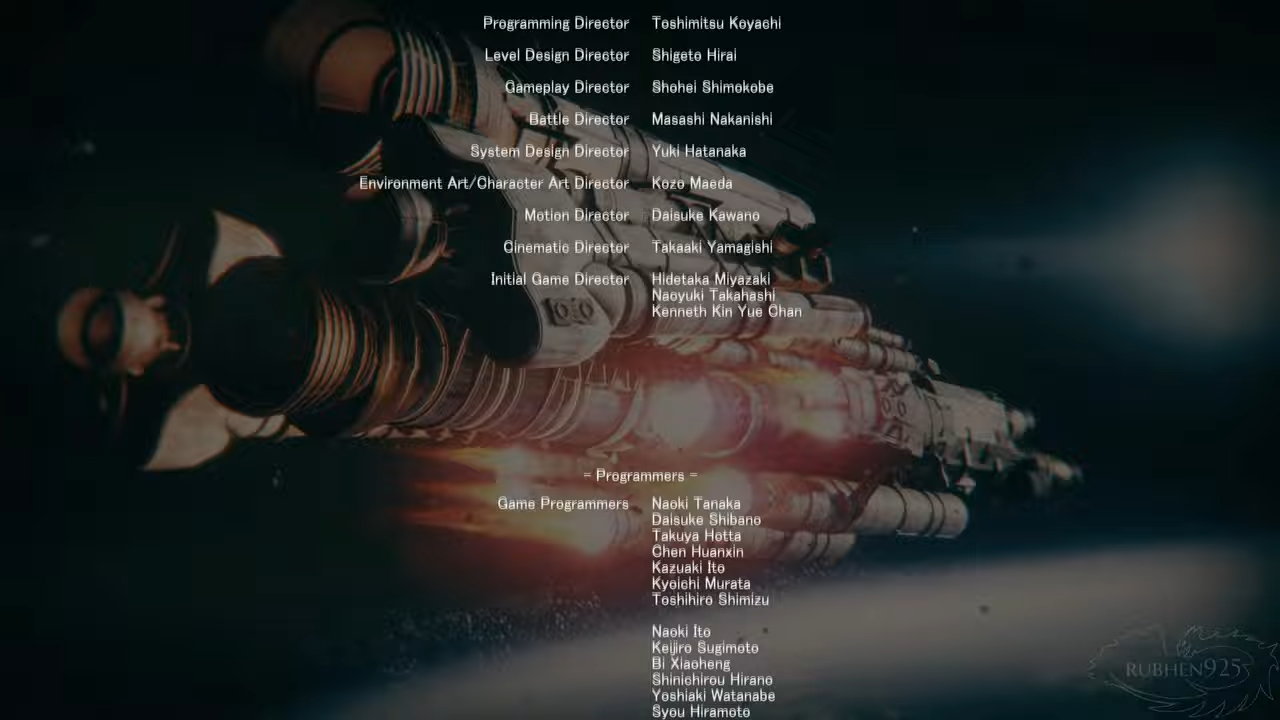 Programming Director Toshimitsu Koyachi
Level Design Director Shigeto Hirai
Gameplay Director Shohei Shimokobe
Battle Director Masashi Nakanishi
System Design Director Yuki Hatanaka
Environment Art/Character Art Director Kozo Maeda
Motion Director Daisuke Kawano
Cinematic Director Takaaki Yamagishi
Initial Game Director Hidetaka Miyazaki
Naoyuki Takahashi
Kenneth Kin Yue Chan
= Programmers =
Game Programmers Naoki Tanaka
Daisuke Shibano
Takuya Hotta
Chen Huanxin
Kazuaki Ito
Kyoichi Murata
Toshihiro Shimizu
Naoki Ito
Keijiro Sugimoto
Bi Xiaoheng
Shinichirou Hirano
Yoshiaki Watanabe
Syou Hiramoto
RUBHEN925